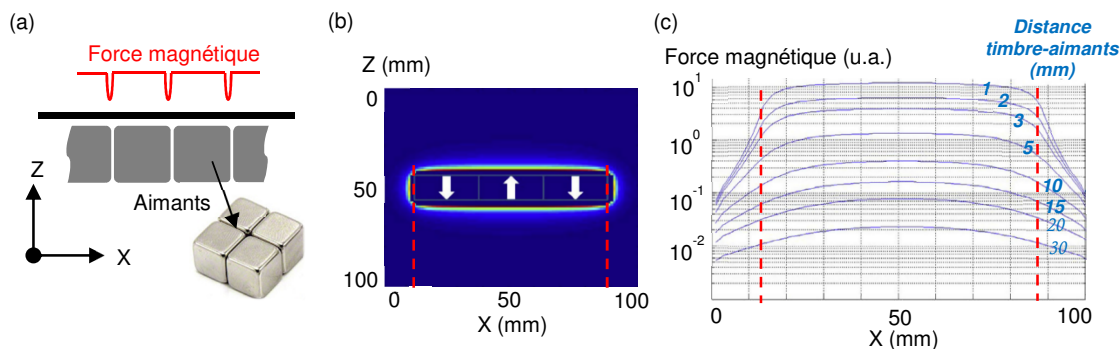 (a)
Force magnétique
Z
Aimants
X
(b)
Z (mm)
0
50
100
0
50
100
X (mm)
(c)
Force magnétique (u.a.)
Distance
timbre-aimants
(mm)
10¹
10⁰
10⁻¹
10⁻²
1
2
3
5
10
15
20
30
0
50
100
X (mm)